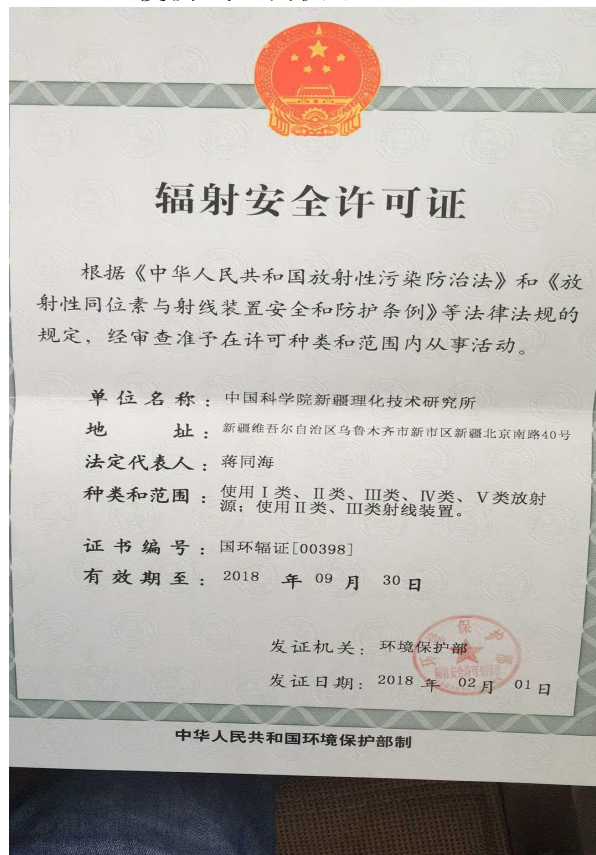 辐射安全许可证
根据《中华人民共和国放射性污染防治法》和《放
射性同位素与射线装置安全和防护条例》等法律法规的
规定，经审查准予在许可种类和范围内从事活动。
单位名称：中国科学院新疆理化技术研究所
地 址：新疆维吾尔自治区乌鲁木齐市新市区新疆北京南路40号
法定代表人：蒋同海
种类和范围：使用Ⅰ类、Ⅱ类、Ⅲ类、Ⅳ类、Ⅴ类放射
源；使用Ⅱ类、Ⅲ类射线装置。
证书编号：国环辐证[00398]
有效期至：2018 年 09 月 30 日
发证机关：环境保护部
发证日期：2018 年 02 月 01 日
中华人民共和国环境保护部制